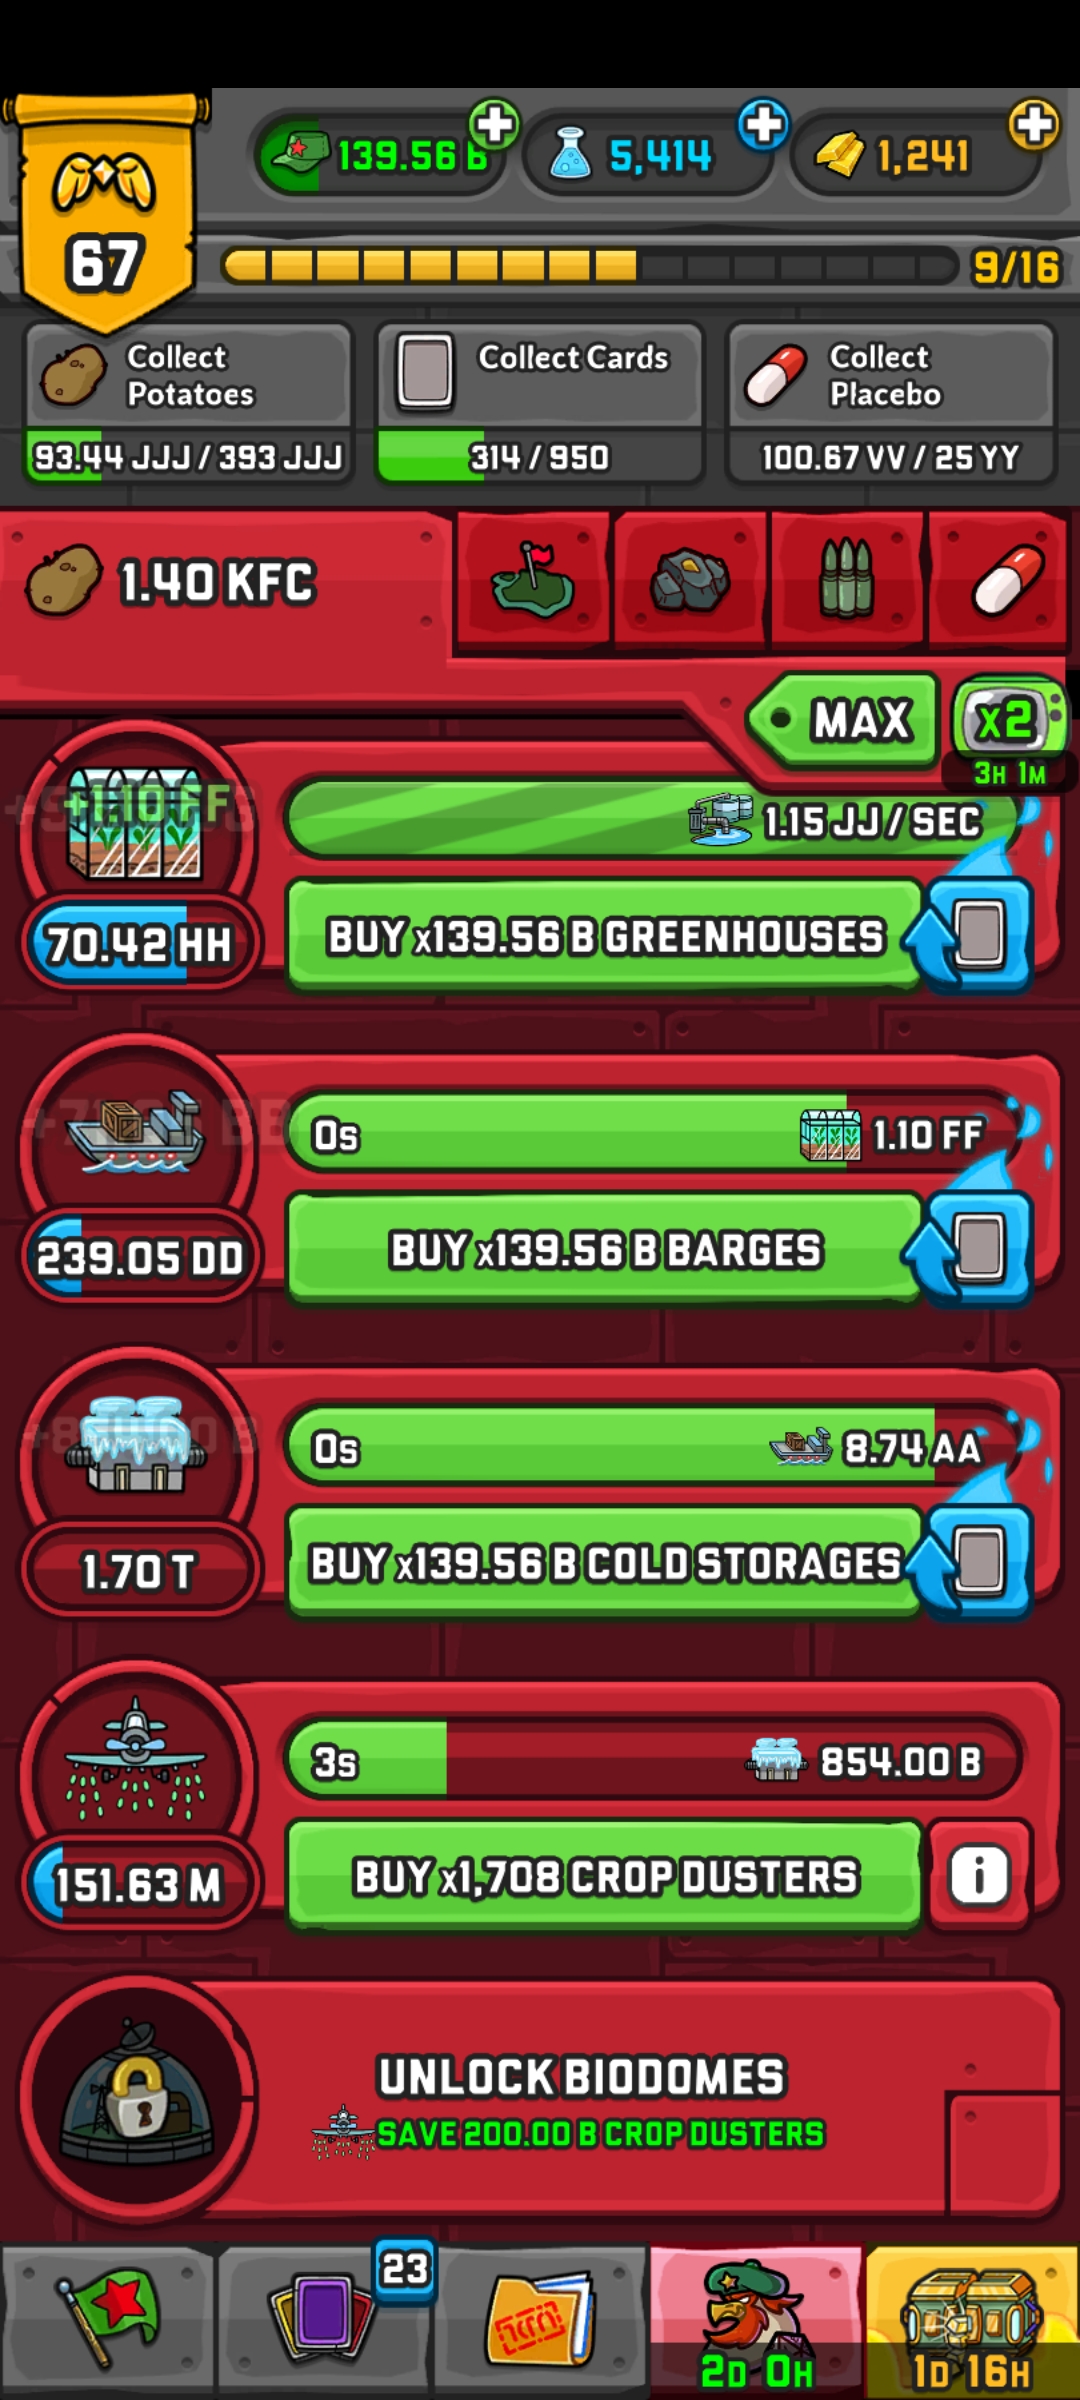 139.56 B
5,414
1,241
67
9/16
Collect
Potatoes
93.44 JJJ / 393 JJJ
Collect Cards
314 / 950
Collect
Placebo
100.67 VV / 25 YY
1.40 KFC
MAX
x2
3H 1M
+1.10 FF
1.15 JJ / SEC
70.42 HH
BUY x139.56 B GREENHOUSES
0s
1.10 FF
239.05 DD
BUY x139.56 B BARGES
0s
8.74 AA
1.70 T
BUY x139.56 B COLD STORAGES
3s
854.00 B
151.63 M
BUY x1,708 CROP DUSTERS
i
UNLOCK BIODOMES
SAVE 200.00 B CROP DUSTERS
23
2D 0H
1D 16H